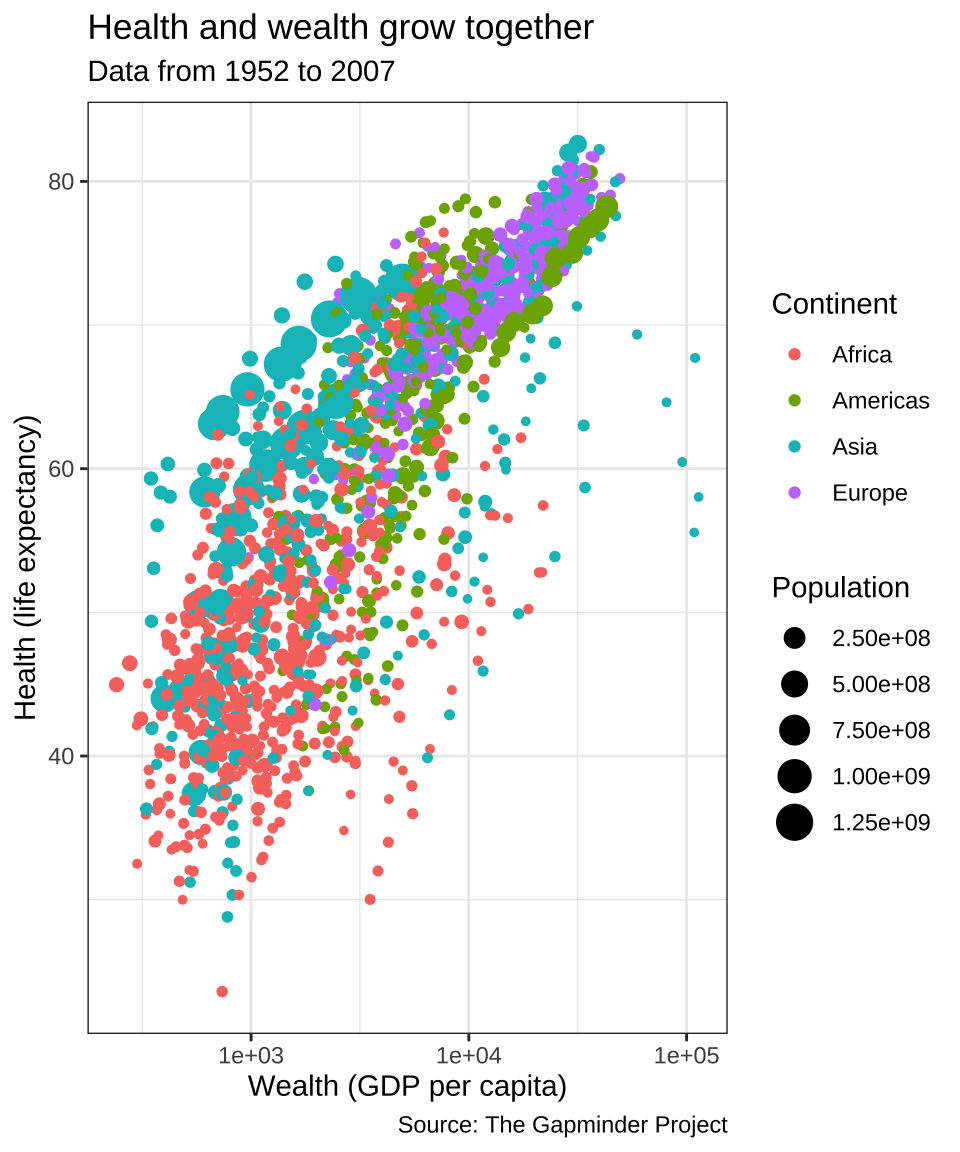 Health and wealth grow together
Data from 1952 to 2007
80
60
40
Health (life expectancy)
1e+03 1e+04 1e+05
Wealth (GDP per capita)
Source: The Gapminder Project
Continent
Africa
Americas
Asia
Europe
Population
2.50e+08
5.00e+08
7.50e+08
1.00e+09
1.25e+09